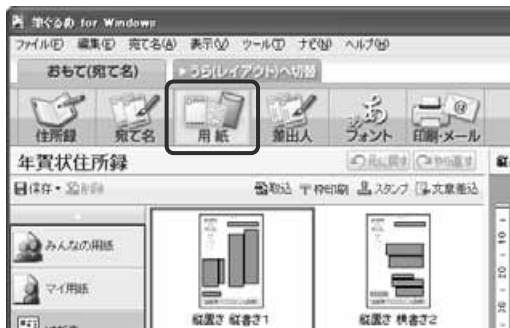 筆ぐるめ for Windows
ファイル(F) 編集(E) 宛て名(A) 表示(V) ツール(T) ナビ(N) ヘルプ(H)
おもて(宛て名) うら(レイアウト)へ切替
住所録 宛て名 用紙 差出人 フォント 印刷・メール
年賀状住所録 元に戻す やり直す
保存 削除 取込 〒枠印刷 スタンプ 文章差込
みんなの用紙
マイ用紙
縦置き 縦書き1 縦置き 横書き2